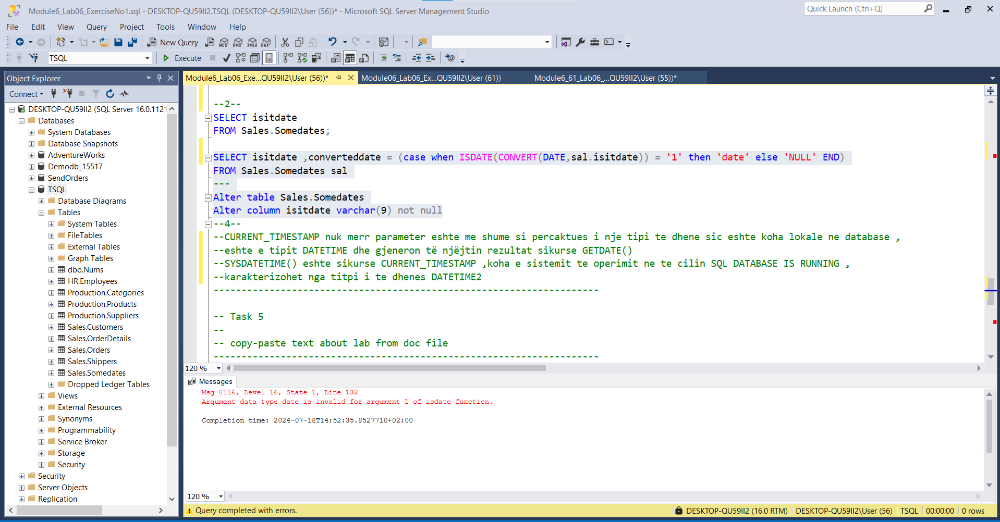 Module6_Lab06_ExerciseNo1.sql - DESKTOP-QU59II2.TSQL (DESKTOP-QU59II2\User (56))* - Microsoft SQL Server Management Studio
Quick Launch (Ctrl+Q)
File Edit View Query Project Tools Window Help
New Query MDX DMX XMLA DAX
TSQL Execute
Object Explorer
Connect
DESKTOP-QU59II2 (SQL Server 16.0.1121
Databases
System Databases
Database Snapshots
AdventureWorks
Demodb_15517
SendOrders
TSQL
Database Diagrams
Tables
System Tables
FileTables
External Tables
Graph Tables
dbo.Nums
HR.Employees
Production.Categories
Production.Products
Production.Suppliers
Sales.Customers
Sales.OrderDetails
Sales.Orders
Sales.Shippers
Sales.Somedates
Dropped Ledger Tables
Views
External Resources
Synonyms
Programmability
Service Broker
Storage
Security
Security
Server Objects
Replication
Module6_Lab06_Exe...QU59II2\User (56))* Module06_Lab06_Ex...QU59II2\User (61)) Module6_61_Lab06_...QU59II2\User (55))*
--2--
SELECT isitdate
FROM Sales.Somedates;
SELECT isitdate ,converteddate = (case when ISDATE(CONVERT(DATE,sal.isitdate)) = '1' then 'date' else 'NULL' END)
FROM Sales.Somedates sal
---
Alter table Sales.Somedates
Alter column isitdate varchar(9) not null
--4--
--CURRENT_TIMESTAMP nuk merr parameter eshte me shume si percaktues i nje tipi te dhene sic eshte koha lokale ne database ,
--eshte e tipit DATETIME dhe gjeneron të njëjtin rezultat sikurse GETDATE()
--SYSDATETIME() eshte sikurse CURRENT_TIMESTAMP ,koha e sistemit te operimit ne te cilin SQL DATABASE IS RUNNING ,
--karakterizohet nga titpi i te dhenes DATETIME2
---------------------------------------------------------------------
-- Task 5
--
-- copy-paste text about lab from doc file
---------------------------------------------------------------------
120 %
Messages
Msg 8116, Level 16, State 1, Line 132
Argument data type date is invalid for argument 1 of isdate function.
Completion time: 2024-07-18T14:52:35.8527710+02:00
120 %
Query completed with errors. DESKTOP-QU59II2 (16.0 RTM) DESKTOP-QU59II2\User (56) TSQL 00:00:00 0 rows